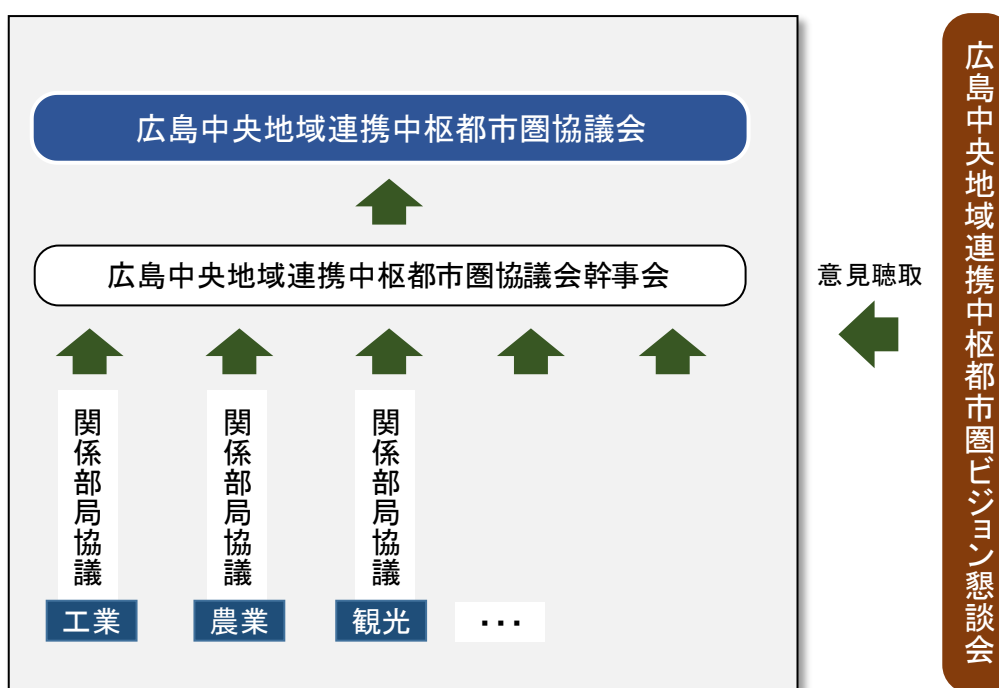 広島中央地域連携中枢都市圏協議会
広島中央地域連携中枢都市圏協議会幹事会
関係部局協議
関係部局協議
関係部局協議
工業
農業
観光
・・・
意見聴取
広島中央地域連携中枢都市圏ビジョン懇談会